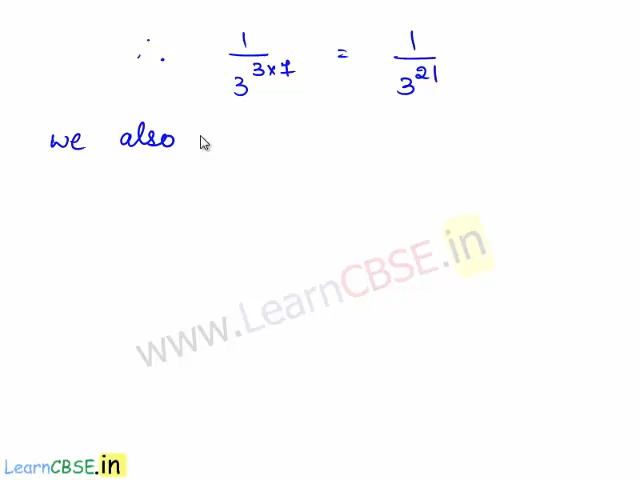 ∴ 1/3^(3×7) = 1/3^21
we also
www.LearnCBSE.in
LearnCBSE.in